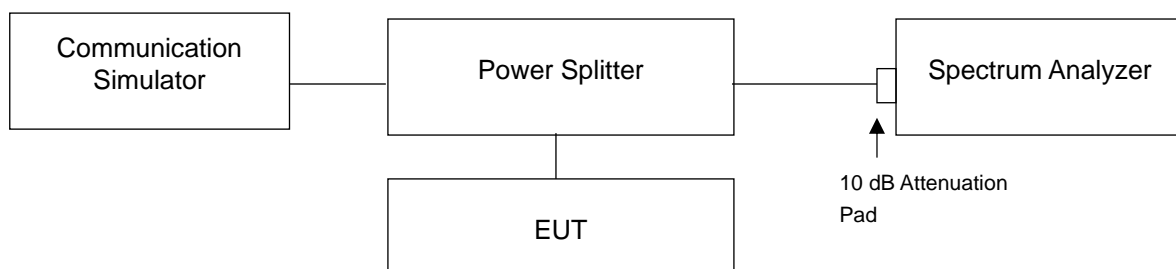 Communication
Simulator
Power Splitter
Spectrum Analyzer
10 dB Attenuation
Pad
EUT